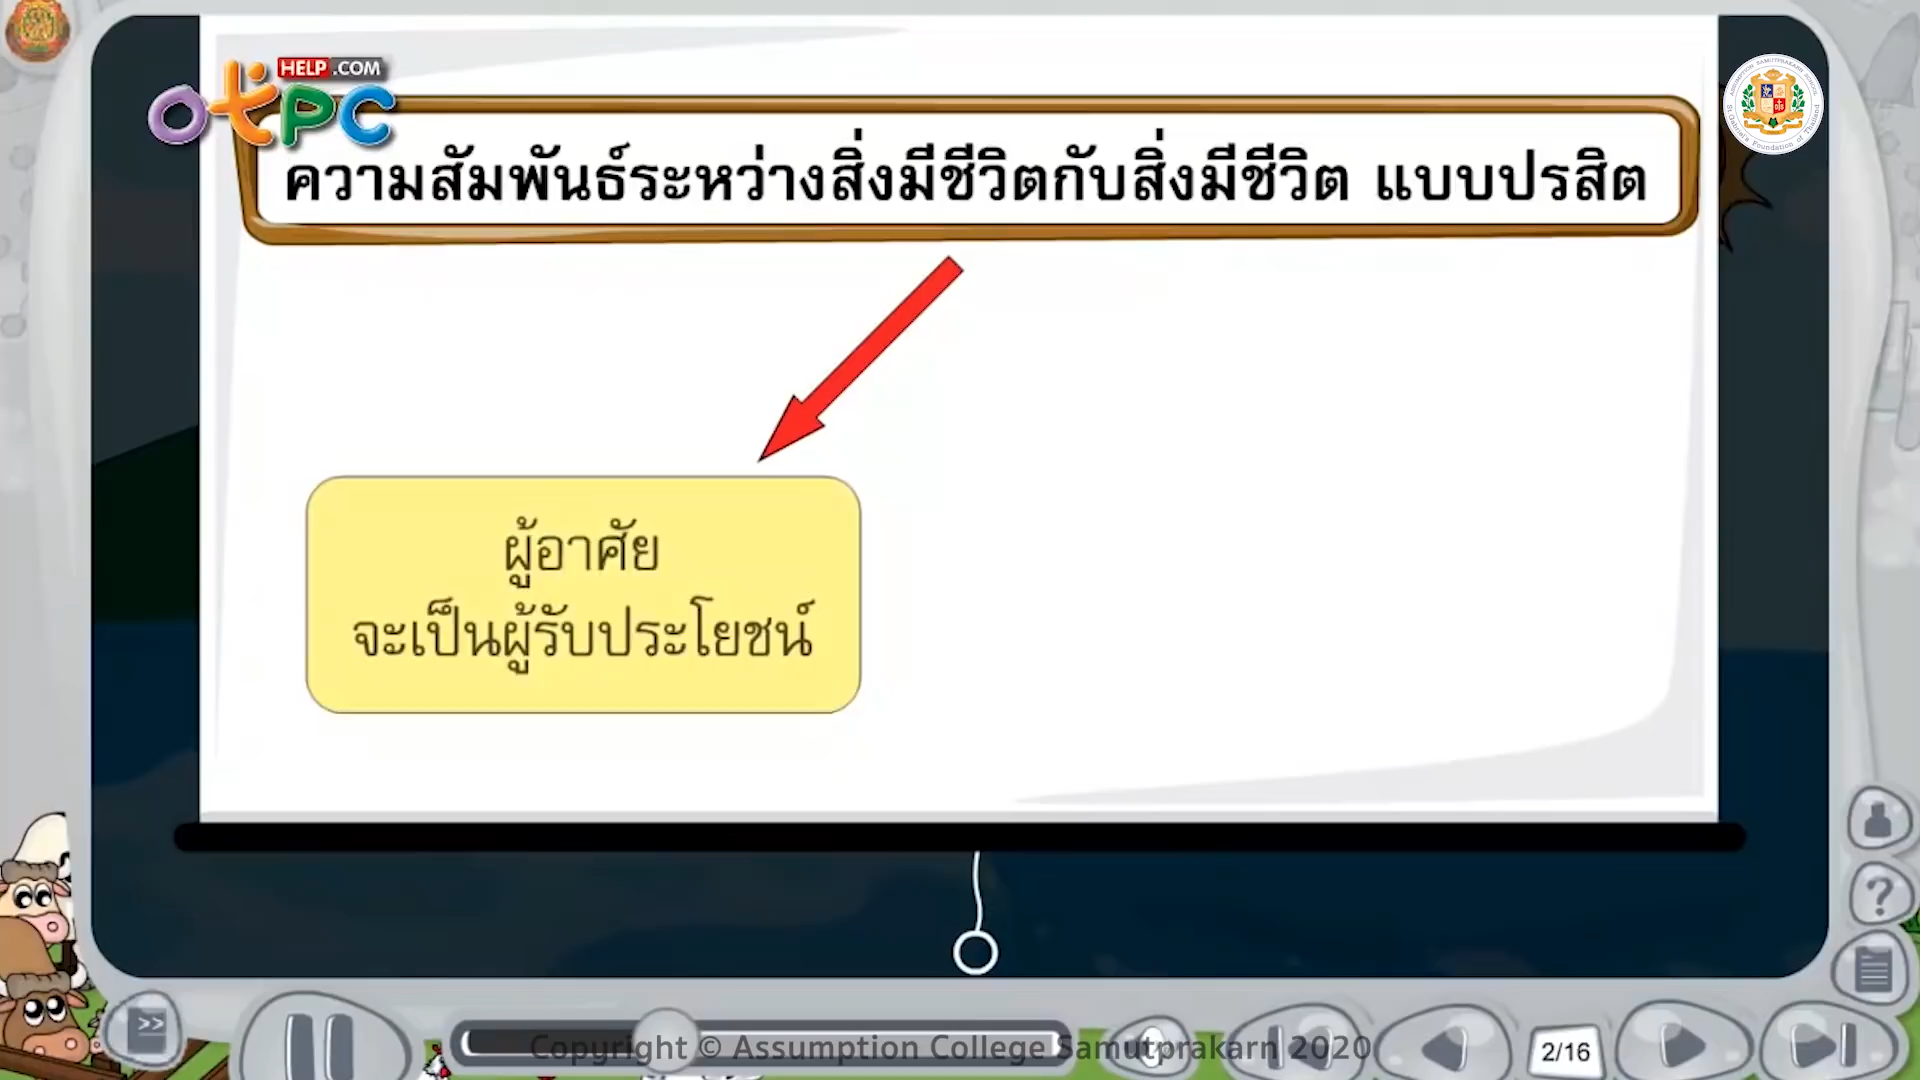 HELP .COM
OTPC
ความสัมพันธ์ระหว่างสิ่งมีชีวิตกับสิ่งมีชีวิต แบบปรสิต
ผู้อาศัย
จะเป็นผู้รับประโยชน์
?
>>
Copyright © Assumption College Samutprakarn 2020
2/16